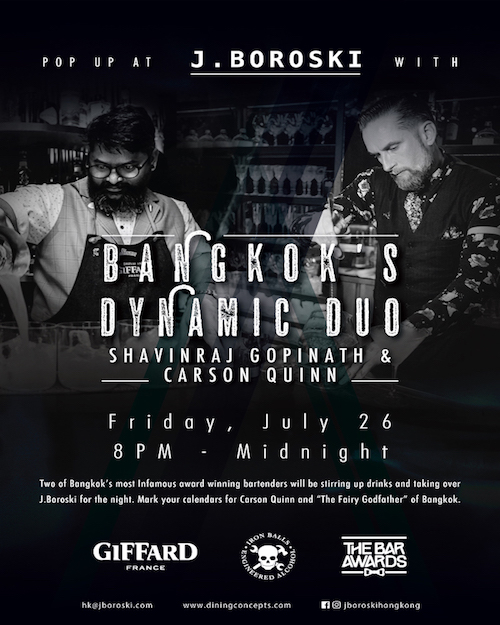 POP UP AT J.BOROSKI WITH
BANGKOK'S
DYNAMIC DUO
SHAVINRAJ GOPINATH &
CARSON QUINN
Friday, July 26
8PM - Midnight
Two of Bangkok's most Infamous award winning bartenders will be stirring up drinks and taking over
J.Boroski for the night. Mark your calendars for Carson Quinn and "The Fairy Godfather" of Bangkok.
GIFFARD
FRANCE
IRON BALLS
ENGINEERED ALCOHOL
THE BAR
AWARDS
hk@jboroski.com www.diningconcepts.com jboroskihongkong